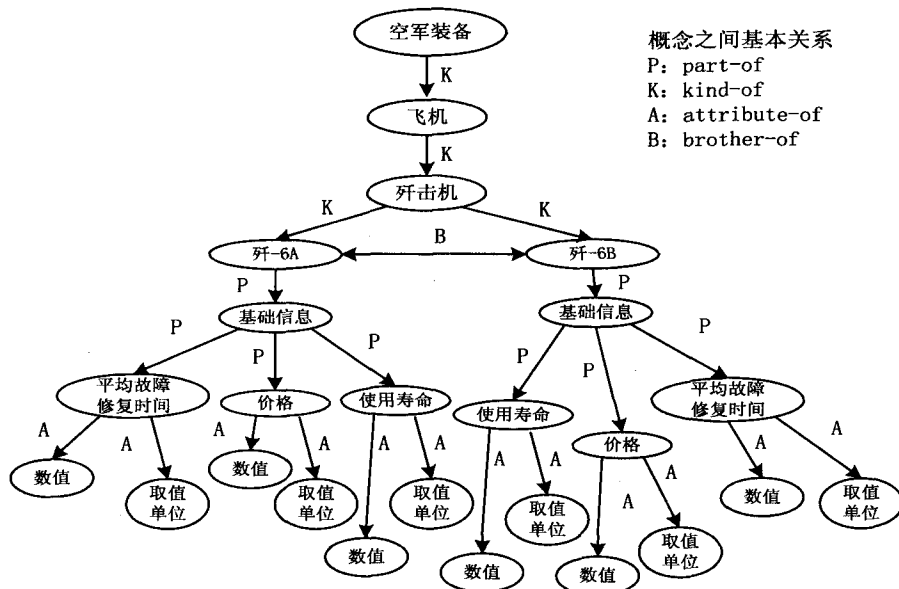 空军装备
概念之间基本关系
P: part-of
K: kind-of
A: attribute-of
B: brother-of
K
飞机
K
歼击机
K
K
歼-6A
B
歼-6B
P
P
基础信息
基础信息
P
P
P
P
P
P
平均故障
修复时间
价格
使用寿命
使用寿命
价格
平均故障
修复时间
A
A
A
A
A
A
A
A
A
A
A
A
数值
取值
单位
数值
取值
单位
数值
取值
单位
数值
取值
单位
数值
取值
单位
数值
取值
单位